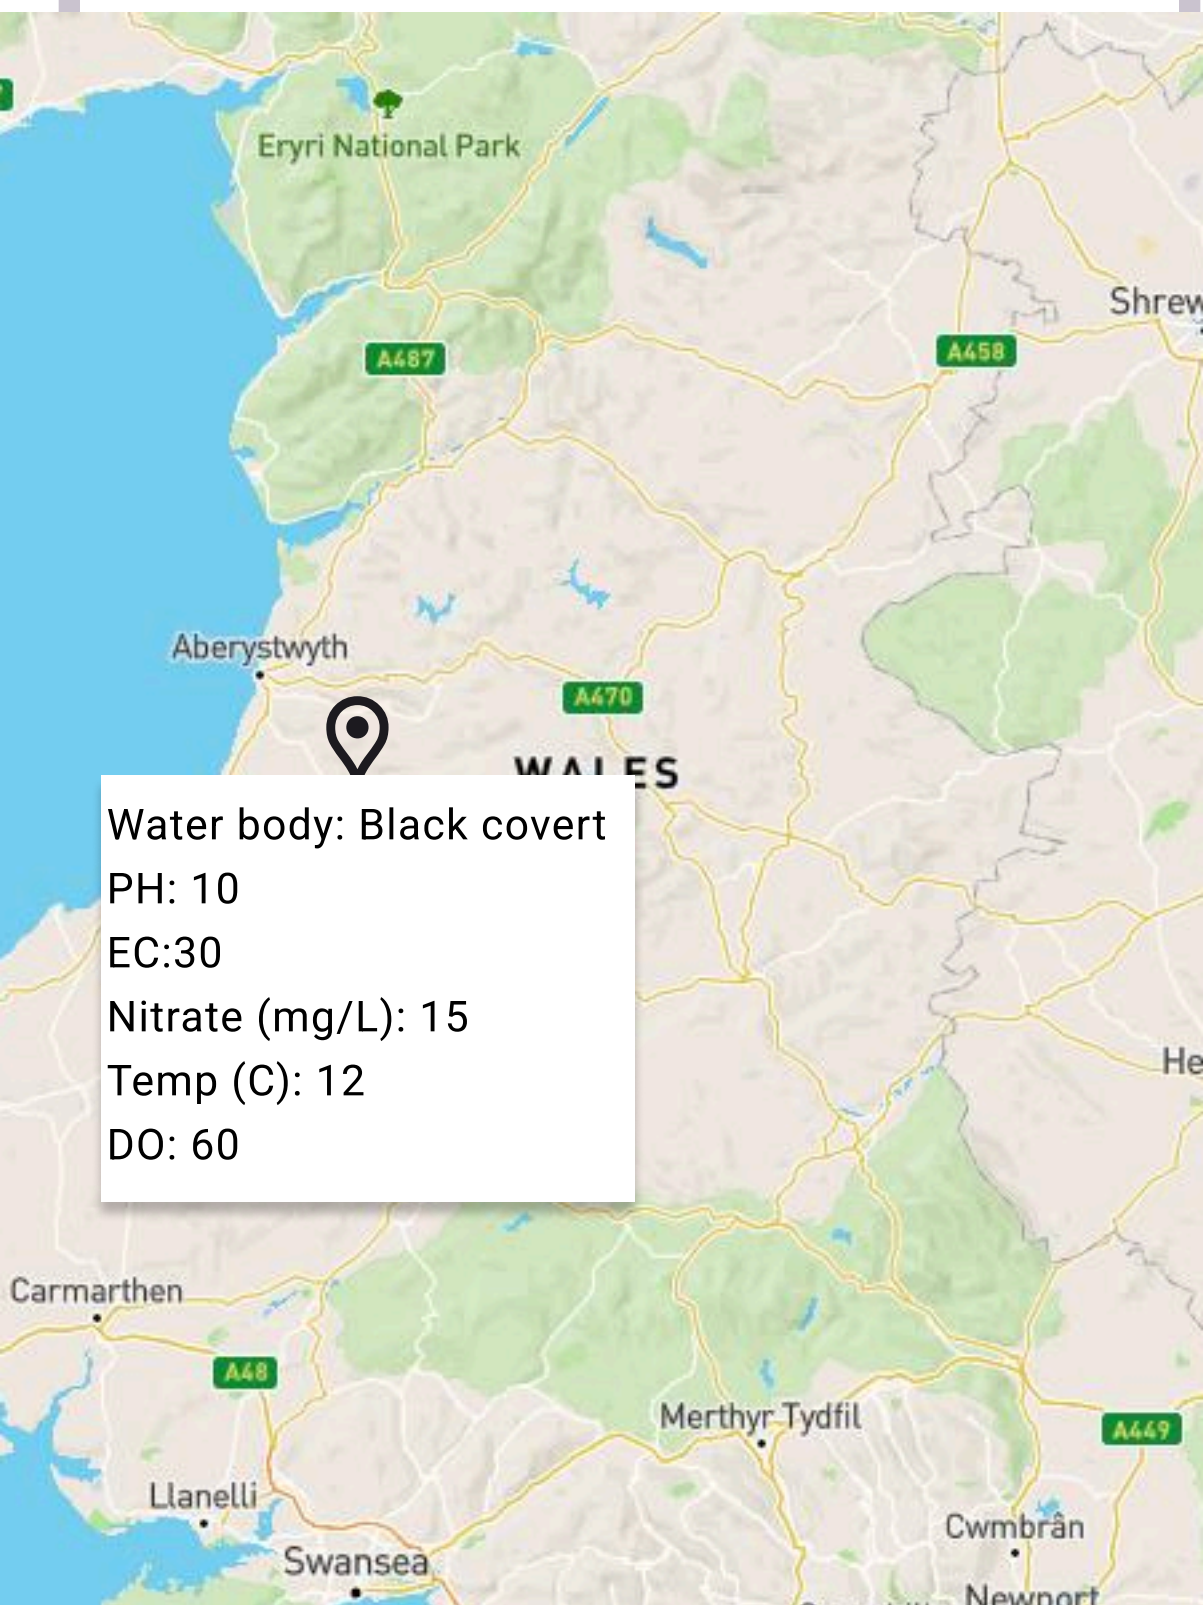 Eryri National Park
Shrew
A487
A458
Aberystwyth
A470
WALES
Water body: Black covert
PH: 10
EC:30
Nitrate (mg/L): 15
Temp (C): 12
DO: 60
He
Carmarthen
A48
Merthyr Tydfil
A449
Llanelli
Cwmbrân
Swansea
Newport